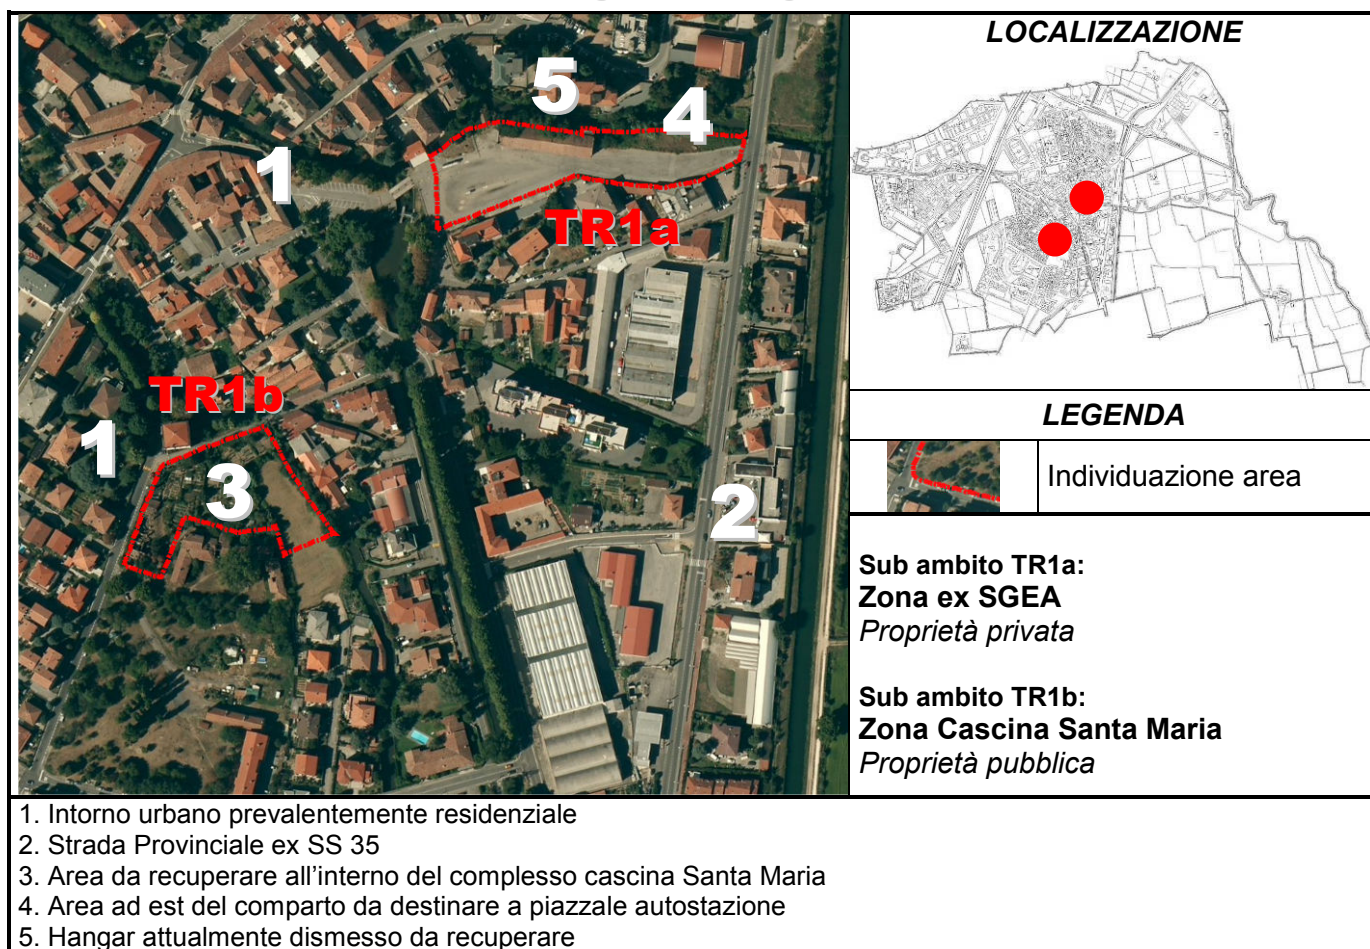 5
4
1
TR1a
TR1b
1
3
2
LOCALIZZAZIONE
LEGENDA
Individuazione area
Sub ambito TR1a:
Zona ex SGEA
Proprietà privata
Sub ambito TR1b:
Zona Cascina Santa Maria
Proprietà pubblica
1. Intorno urbano prevalentemente residenziale
2. Strada Provinciale ex SS 35
3. Area da recuperare all’interno del complesso cascina Santa Maria
4. Area ad est del comparto da destinare a piazzale autostazione
5. Hangar attualmente dismesso da recuperare